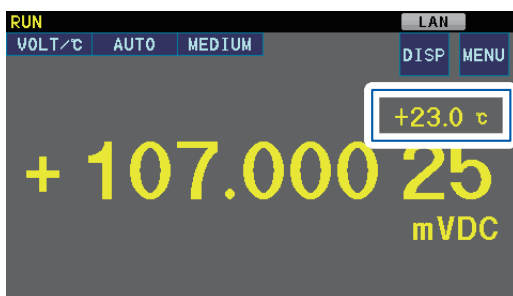 RUN LAN
VOLT/℃ AUTO MEDIUM DISP MENU
+23.0 ℃
+ 107.000 25
mVDC